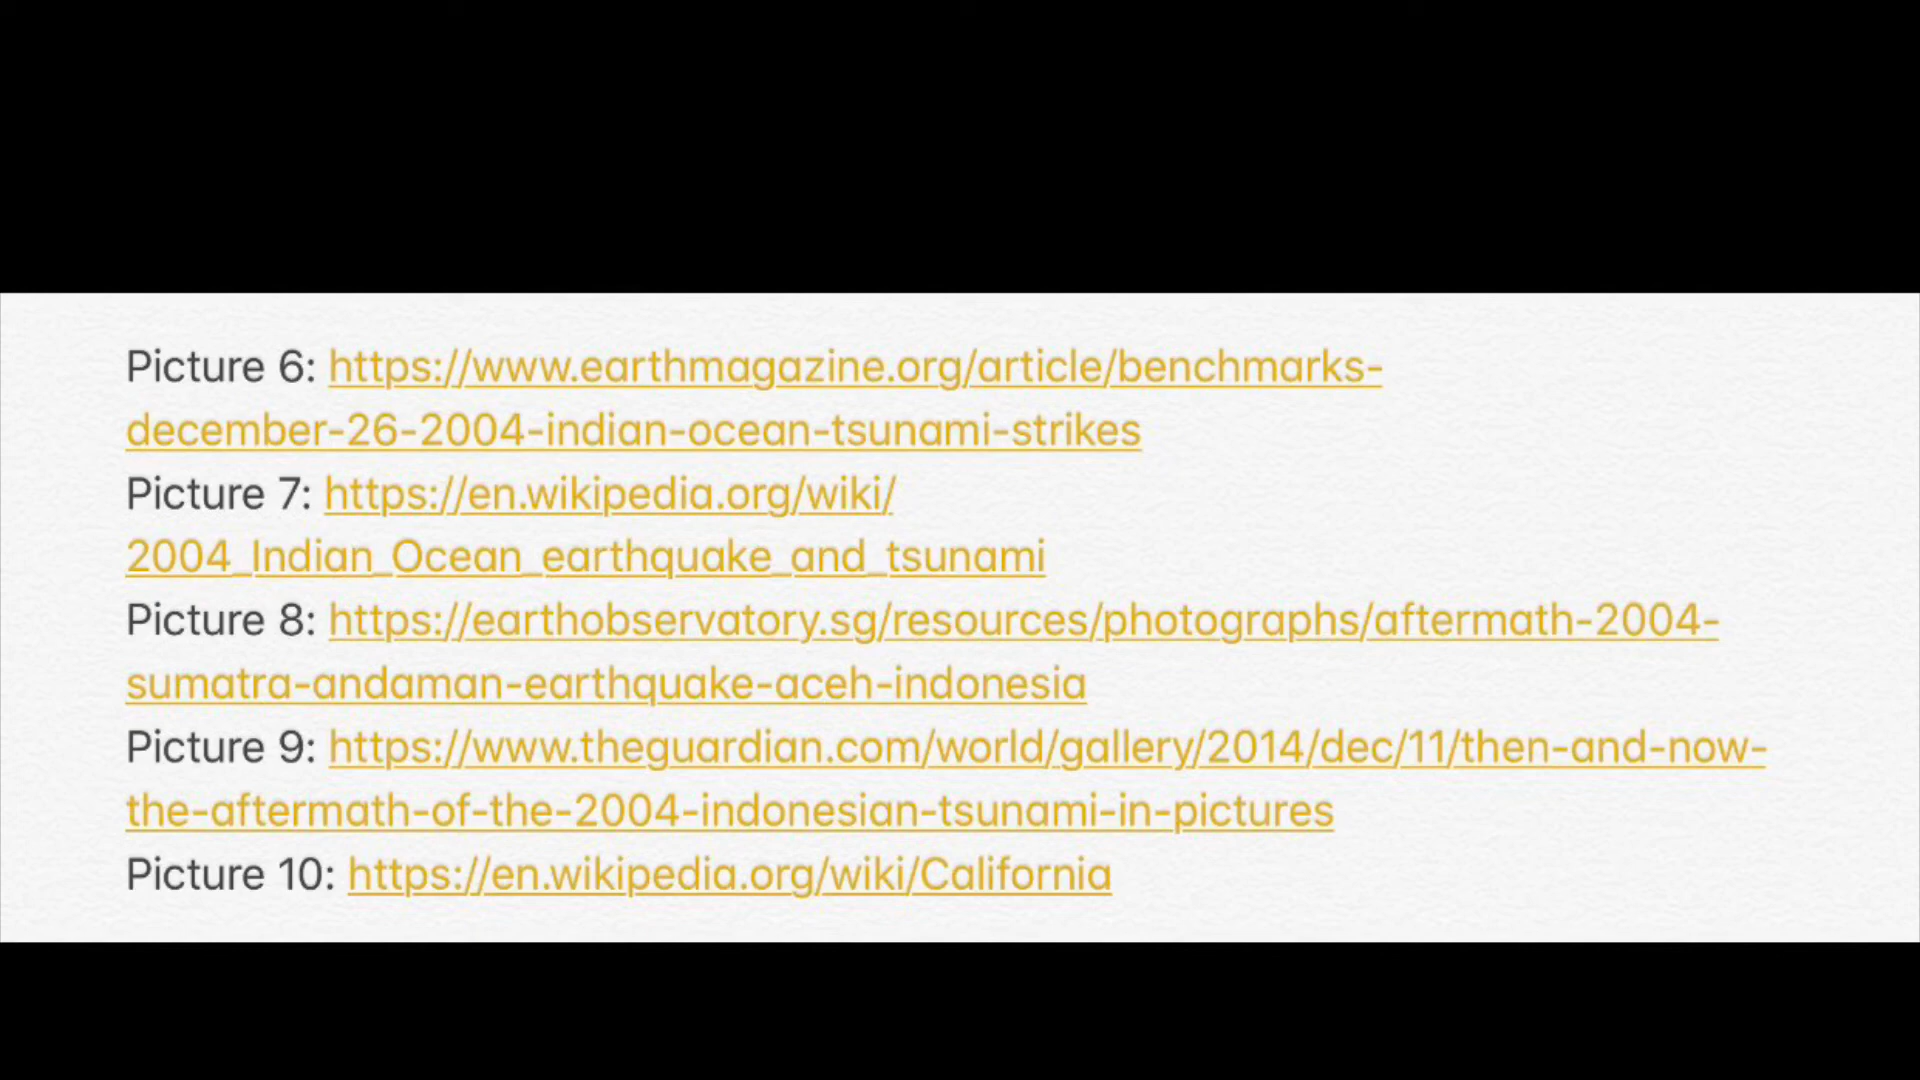 Picture 6: https://www.earthmagazine.org/article/benchmarks-
december-26-2004-indian-ocean-tsunami-strikes
Picture 7: https://en.wikipedia.org/wiki/
2004_Indian_Ocean_earthquake_and_tsunami
Picture 8: https://earthobservatory.sg/resources/photographs/aftermath-2004-
sumatra-andaman-earthquake-aceh-indonesia
Picture 9: https://www.theguardian.com/world/gallery/2014/dec/11/then-and-now-
the-aftermath-of-the-2004-indonesian-tsunami-in-pictures
Picture 10: https://en.wikipedia.org/wiki/California